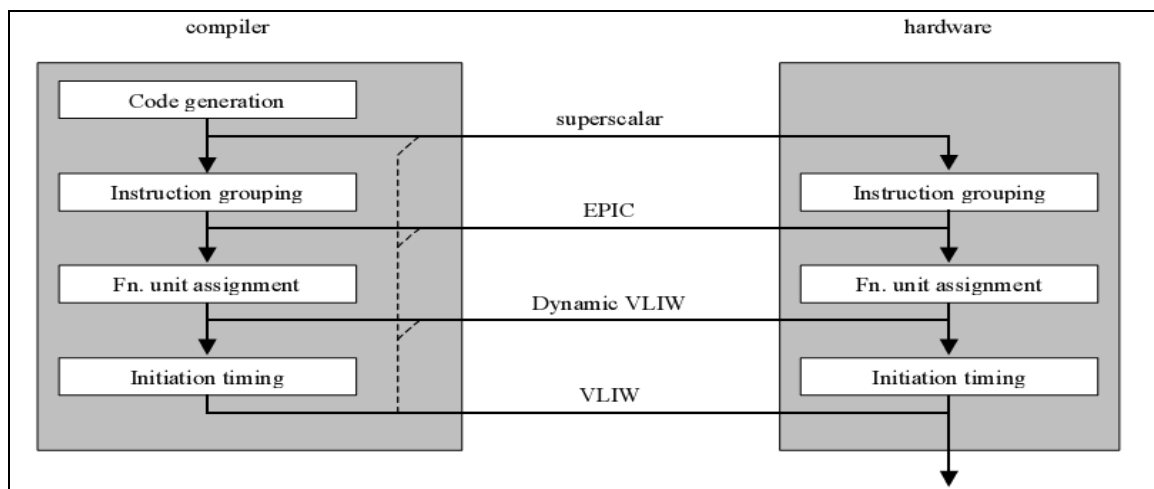 compiler
hardware
Code generation
superscalar
Instruction grouping
Instruction grouping
EPIC
Fn. unit assignment
Fn. unit assignment
Dynamic VLIW
Initiation timing
Initiation timing
VLIW